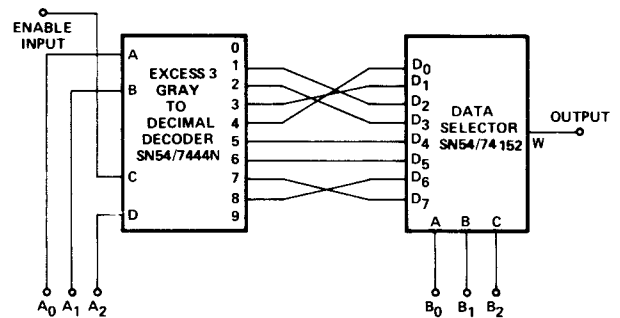 ENABLE
INPUT
A
B
C
D
EXCESS 3
GRAY
TO
DECIMAL
DECODER
SN54/7444N
0
1
2
3
4
5
6
7
8
9
D0
D1
D2
D3
D4
D5
D6
D7
DATA
SELECTOR
SN54/74 152
W
OUTPUT
A B C
A0 A1 A2
B0 B1 B2